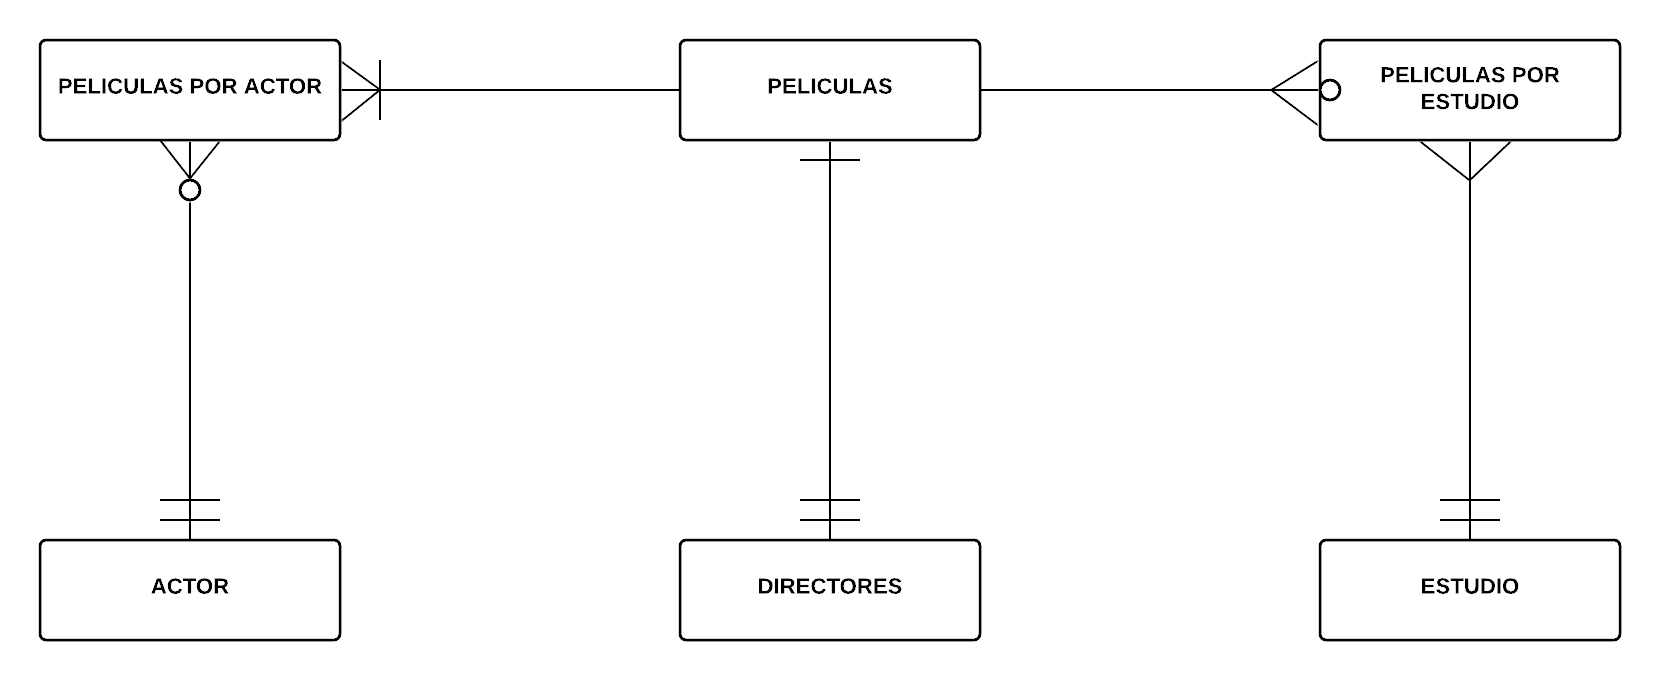 PELICULAS POR ACTOR
PELICULAS
PELICULAS POR
ESTUDIO
ACTOR
DIRECTORES
ESTUDIO